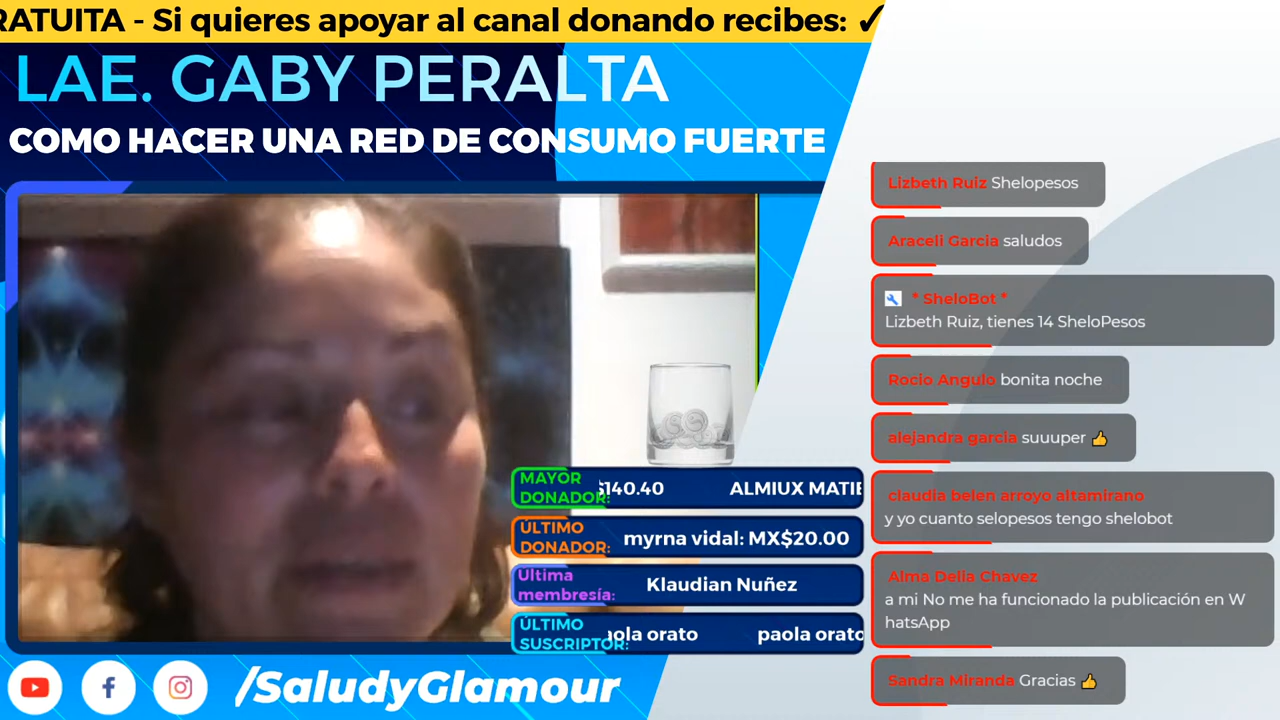 RATUITA - Si quieres apoyar al canal donando recibes: ✓
LAE. GABY PERALTA
COMO HACER UNA RED DE CONSUMO FUERTE
Lizbeth Ruiz Shelopesos
Araceli Garcia saludos
* SheloBot *
Lizbeth Ruiz, tienes 14 SheloPesos
Rocio Angulo bonita noche
alejandra garcia suuuper 👍
claudia belen arroyo altamirano
y yo cuanto selopesos tengo shelobot
Alma Delia Chavez
a mi No me ha funcionado la publicación en W
hatsApp
Sandra Miranda Gracias 👍
MAYOR
DONADOR:
$140.40 ALMIUX MATIE
ÚLTIMO
DONADOR:
myrna vidal: MX$20.00
Ultima
membresía:
Klaudian Nuñez
ÚLTIMO
SUSCRIPTOR:
aola orato paola orato
/SaludyGlamour